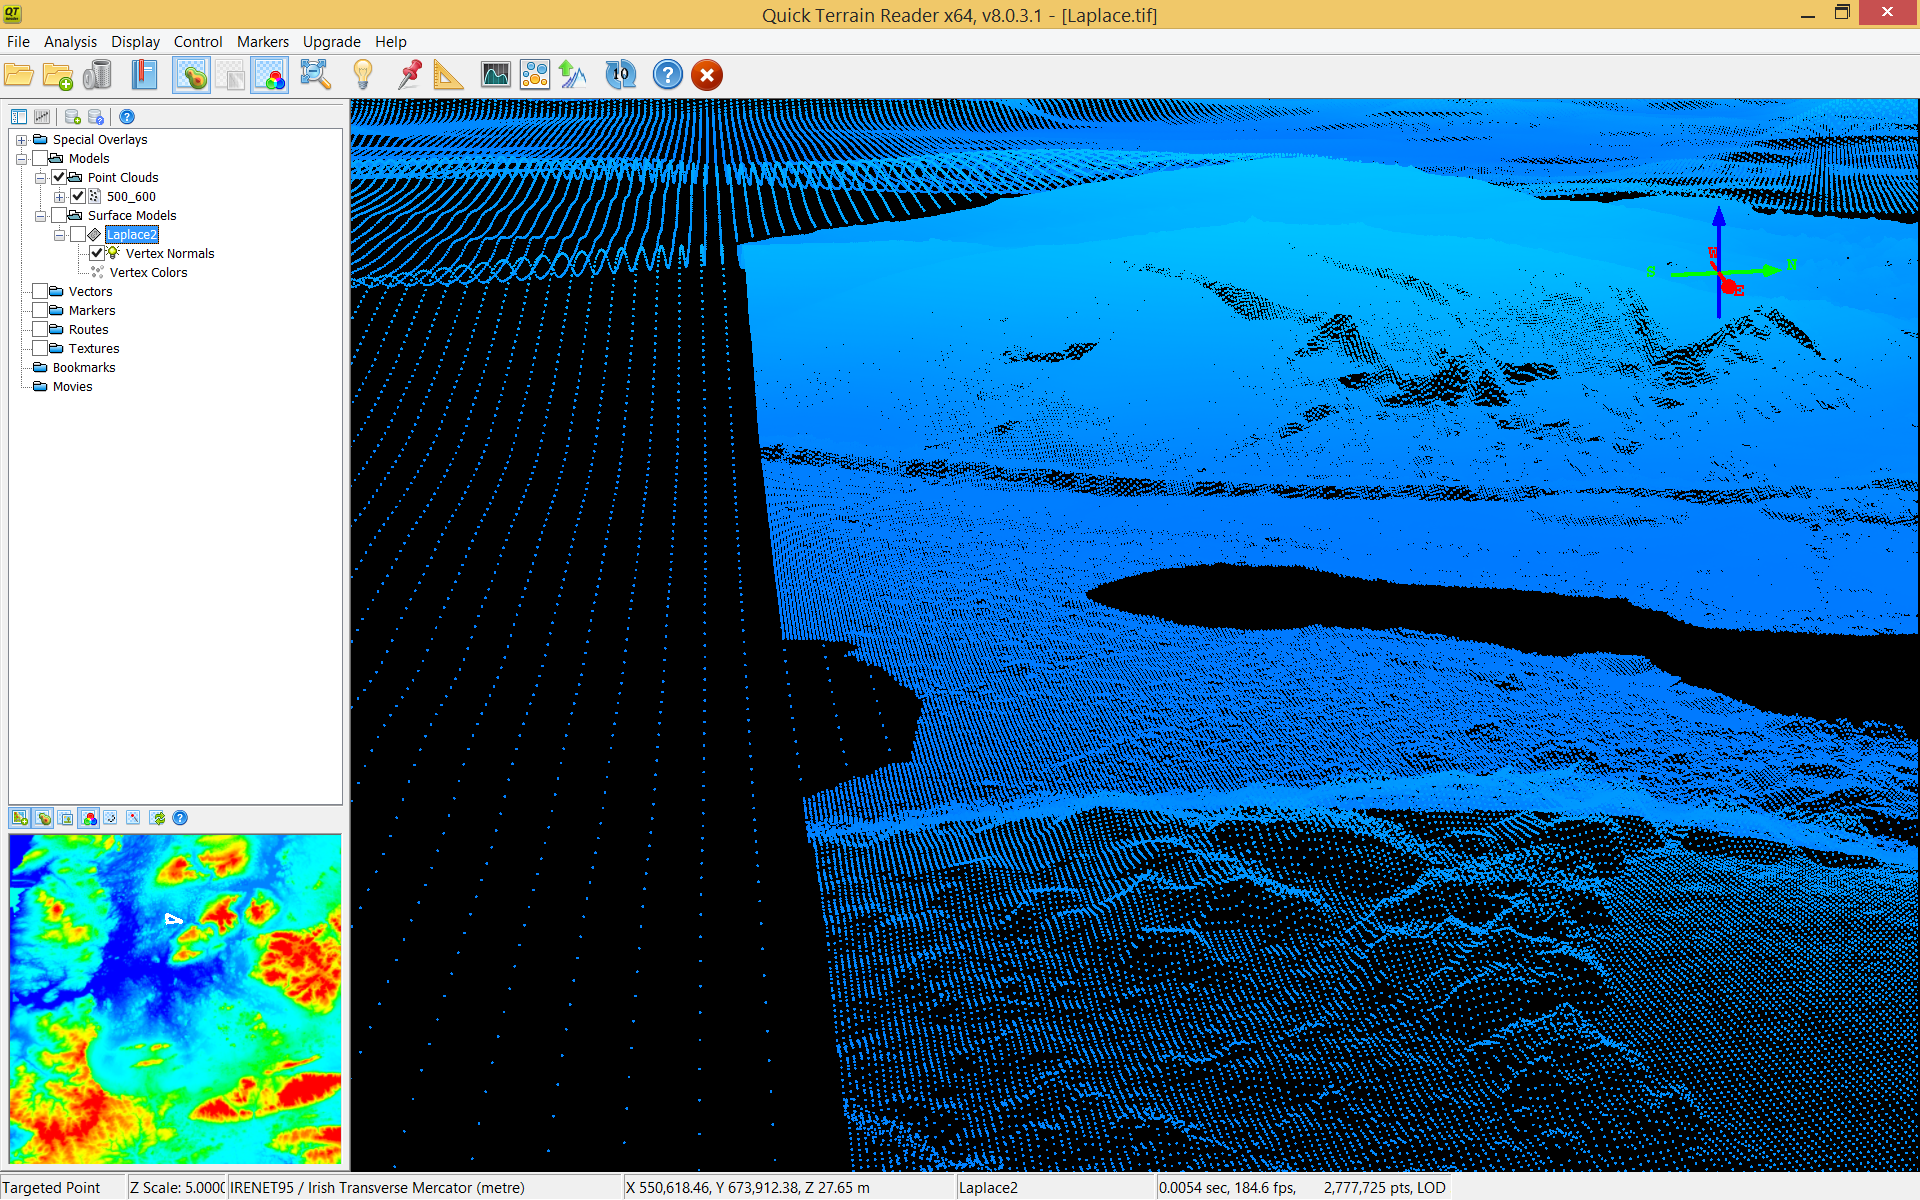 QT
Quick Terrain Reader x64, v8.0.3.1 - [Laplace.tif]
File Analysis Display Control Markers Upgrade Help
10
Special Overlays
Models
Point Clouds
500_600
Surface Models
Laplace2
Vertex Normals
Vertex Colors
Vectors
Markers
Routes
Textures
Bookmarks
Movies
W
S
N
E
Targeted Point
Z Scale: 5.000
IRENET95 / Irish Transverse Mercator (metre)
X 550,618.46, Y 673,912.38, Z 27.65 m
Laplace2
0.0054 sec, 184.6 fps, 2,777,725 pts, LOD